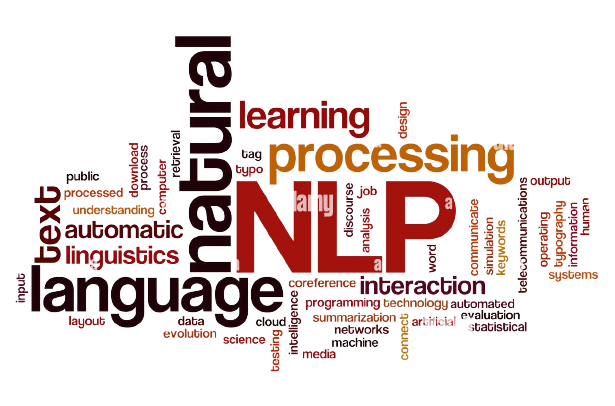 natural
learning
design
processing
tag
typo
retrieval
download
process
computer
public
processed
understanding
text
automatic
linguistics
NLP
discourse
job
analysis
word
communicate
simulation
keywords
telecommunications
output
operating
typography
information
human
systems
input
language
coreference
interaction
layout
data
evolution
science
cloud
testing
intelligence
programming
technology
automated
summarization
networks
machine
media
connect
artificial
evaluation
statistical
alamy
a
a
a
a